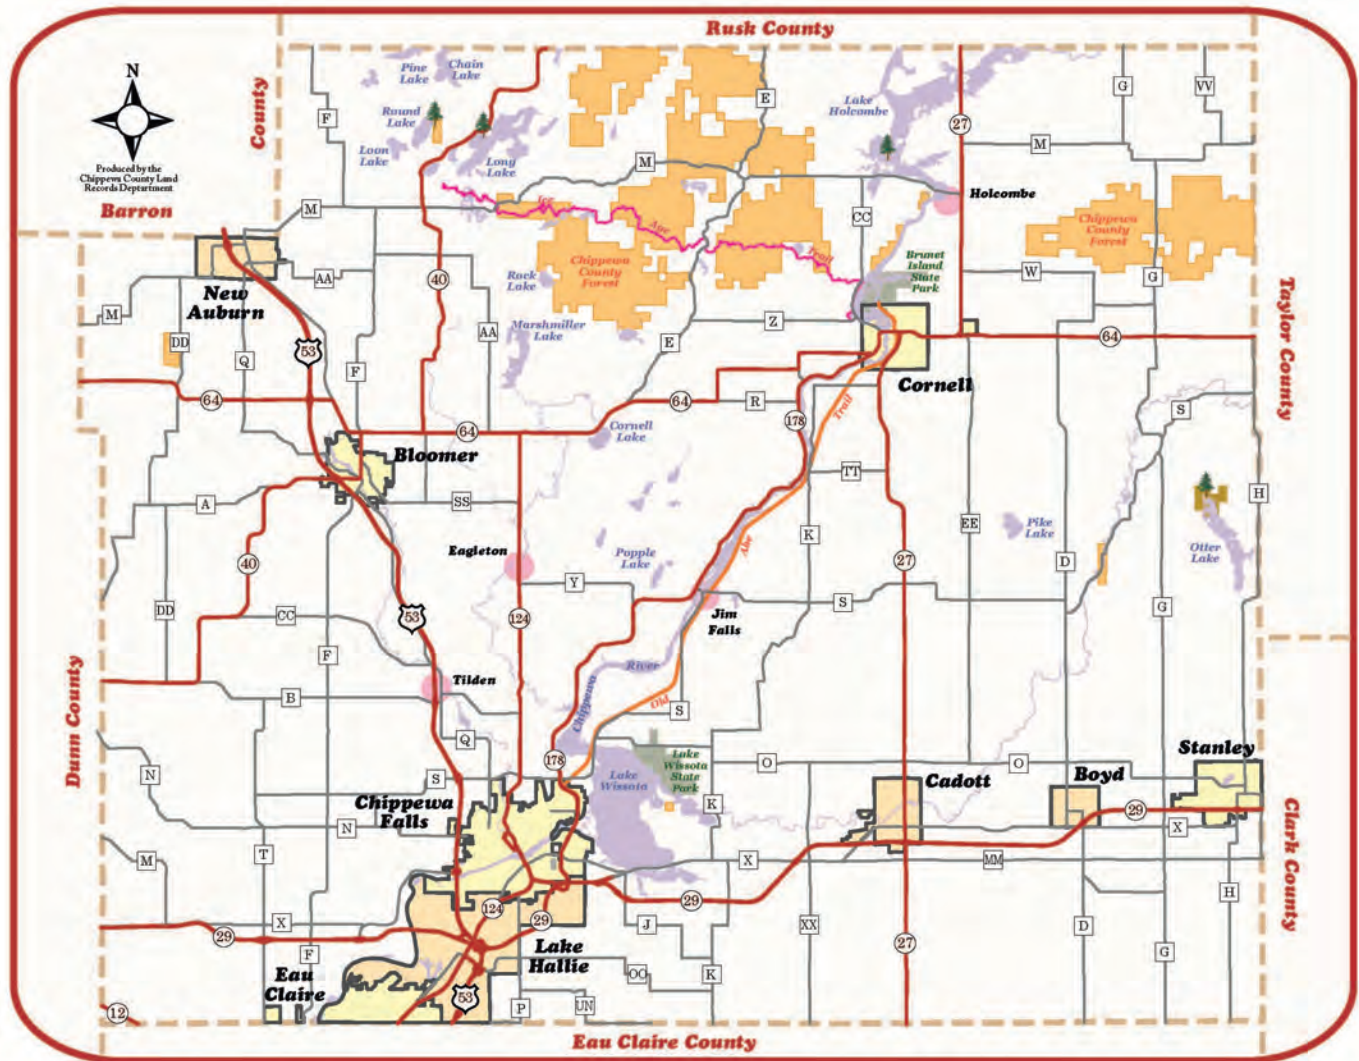 Rusk County
N
Produced by the
Chippewa County Land
Records Department
County
Barron
Pine
Lake
Chain
Lake
Round
Lake
Loon
Lake
Lony
Lake
Lake
Holcombe
F
E
G
VV
27
M
M
Holcombe
Ice
Age
Trail
CC
M
Chippewa
County
Forest
Chippewa
County
Forest
Brunet
Island
State
Park
W
G
AA
40
Rock
Lake
New
Auburn
M
Marshmiller
Lake
Z
AA
E
DD
Q
53
F
64
Cornell
Taylor County
64
64
R
64
178
Trail
S
Cornell
Lake
Bloomer
TT
A
SS
H
EE
Pike
Lake
K
Otter
Lake
Eagleton
Popple
Lake
Abe
40
Y
27
D
DD
CC
53
124
Jim
Falls
S
G
F
River
Tilden
B
Chippewa
Old
S
Dunn County
Q
178
Lake
Wissota
Lake
Wissota
State
Park
O
O
Stanley
Boyd
Cadott
N
S
Chippewa
Falls
K
29
N
X
Clark County
M
T
X
MM
H
29
124
29
X
J
XX
D
29
F
27
G
Lake
Hallie
Eau
Claire
OO
K
53
P
UN
12
Eau Claire County